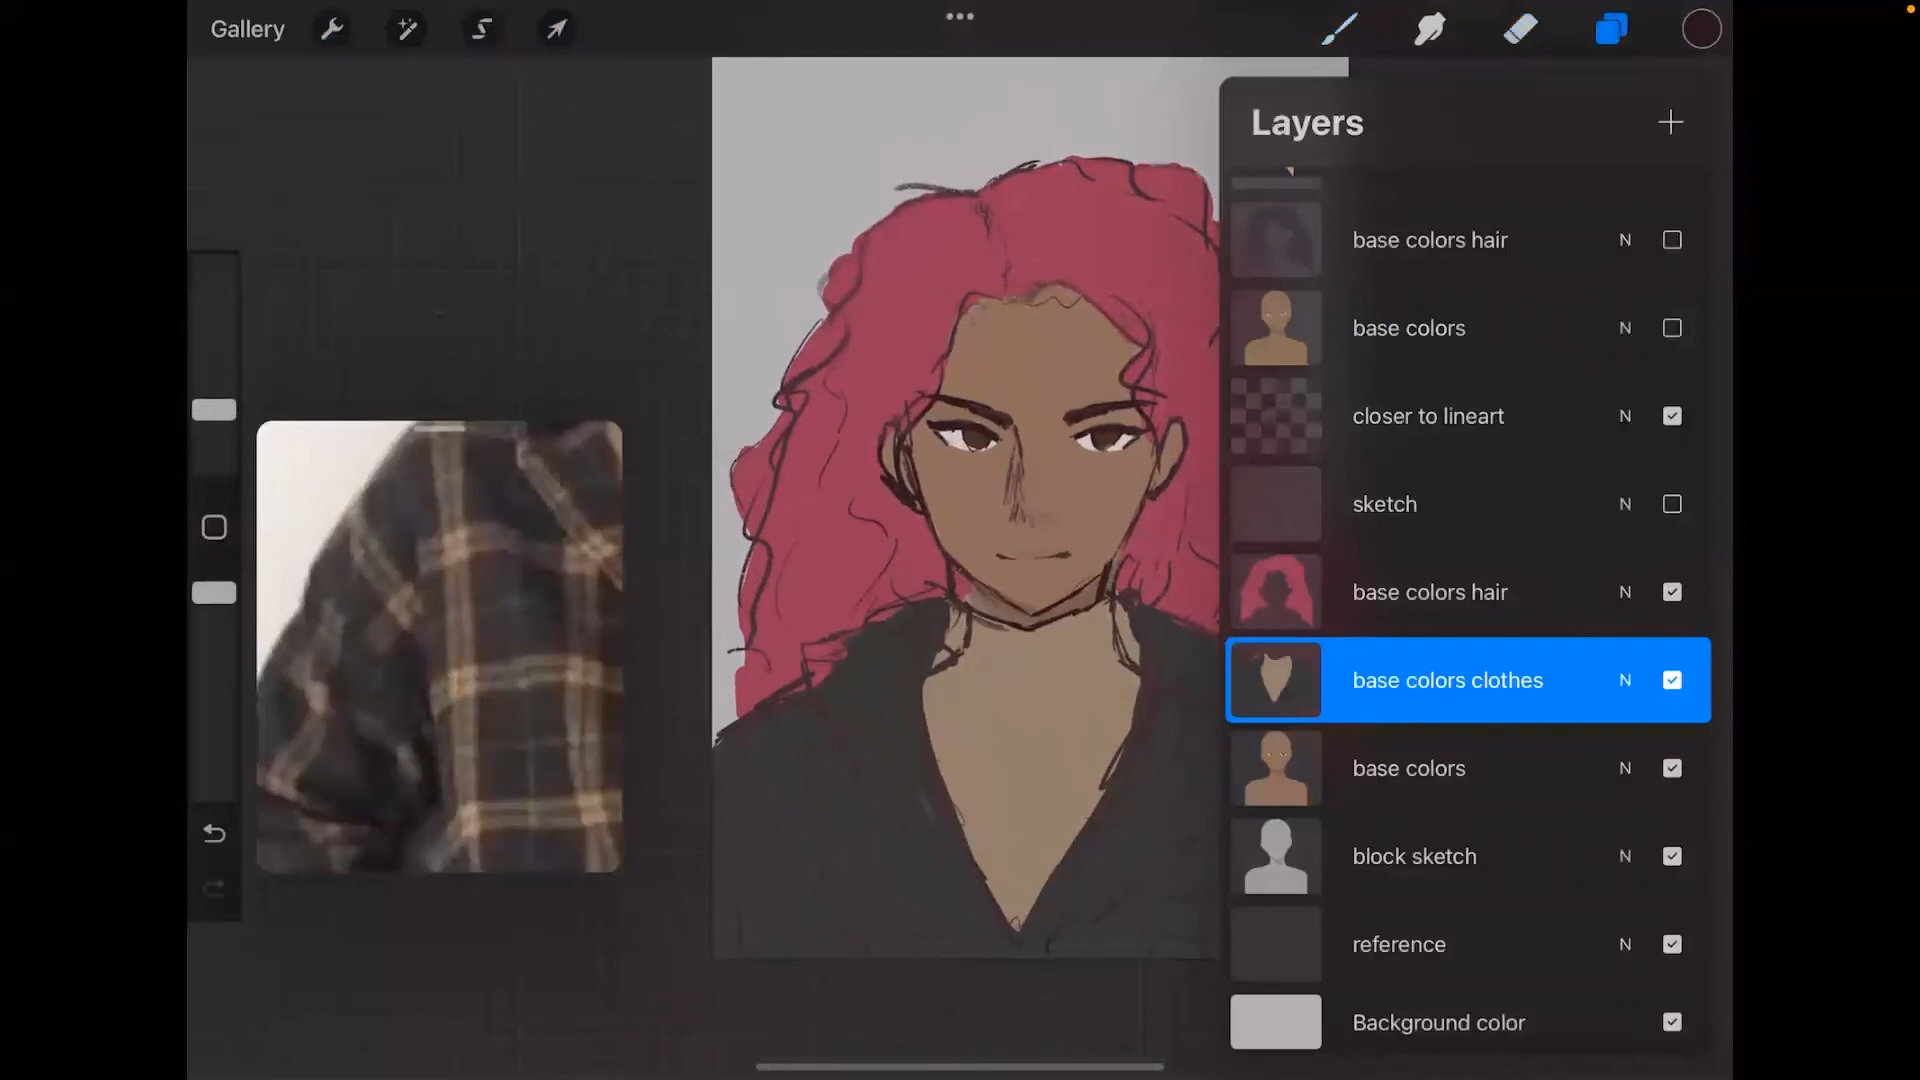 Gallery
Layers
base colors hair N
base colors N
closer to lineart N
sketch N
base colors hair N
base colors clothes N
base colors N
block sketch N
reference N
Background color